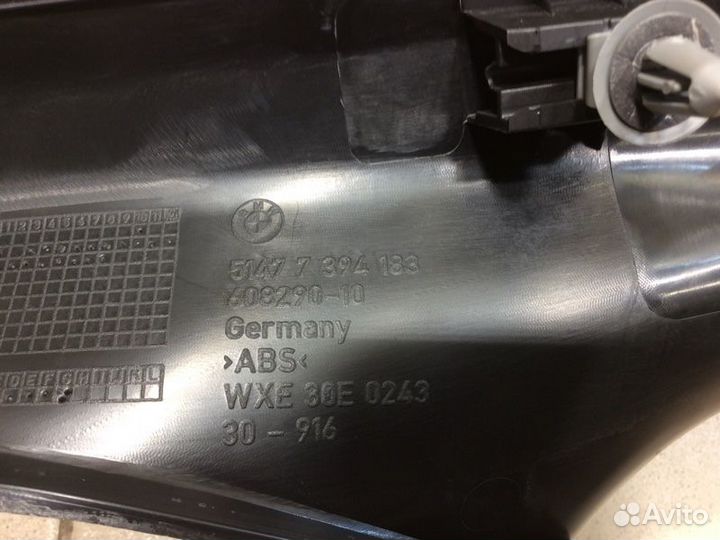 5147 7 394 183
608290-10
Germany
>ABS<
WXE 30E 0243
30 - 916
Avito